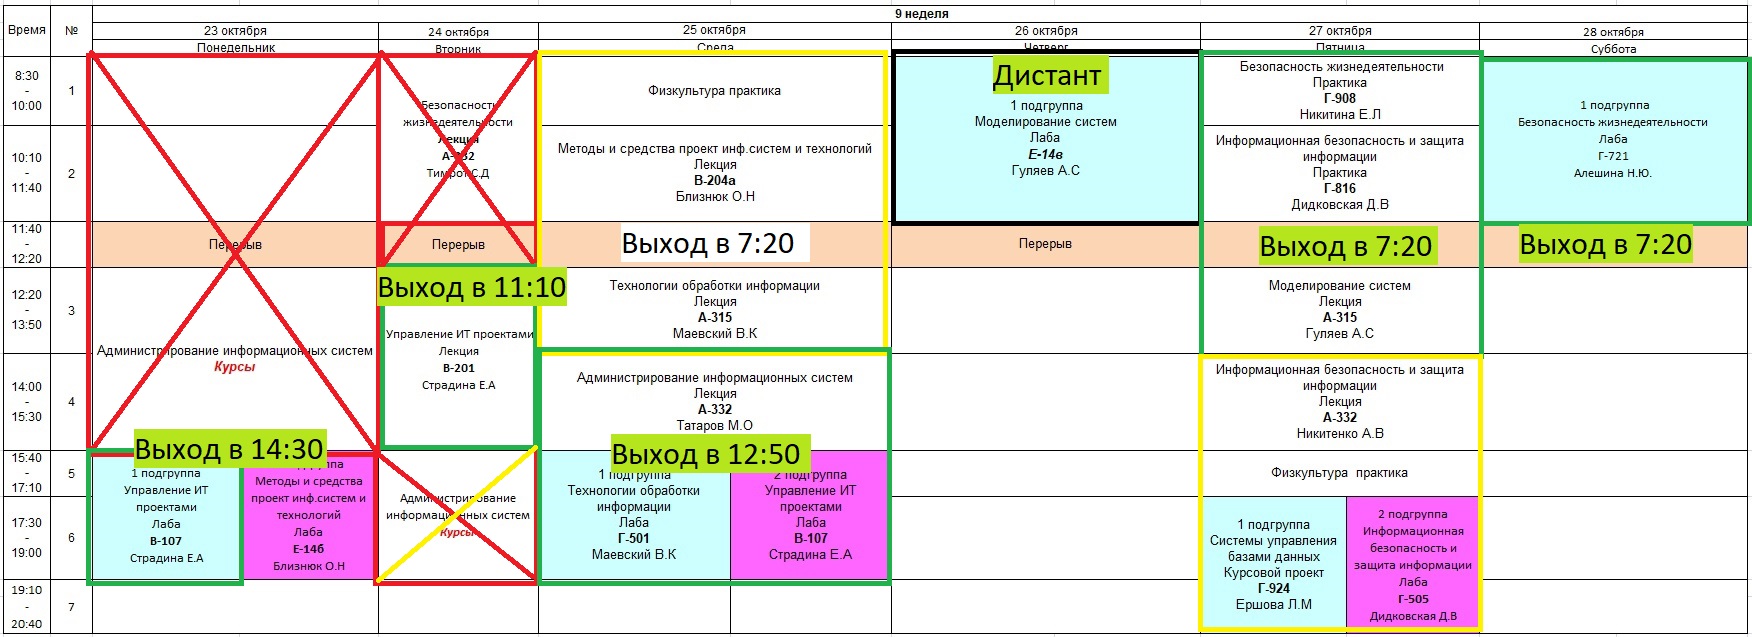 9 неделя
Время
№
23 октября
24 октября
25 октября
26 октября
27 октября
28 октября
Понедельник
Вторник
Среда
Четверг
Пятница
Суббота
8:30
-
10:00
1
10:10
-
11:40
2
11:40
-
12:20
12:20
-
13:50
3
14:00
-
15:30
4
15:40
-
17:10
5
17:30
-
19:00
6
19:10
-
20:40
7
Перерыв
Администрирование информационных систем
Курсы
Выход в 14:30
1 подгруппа
Управление ИТ
проектами
Лаба
В-107
Страдина Е.А
Методы и средства
проект инф.систем и
технологий
Лаба
Е-14б
Близнюк О.Н
Безопасность
жизнедеятельности
Лекция
Тимрот С.Д
Перерыв
Выход в 11:10
Управление ИТ проектами
Лекция
В-201
Страдина Е.А
Администрирование
информационных систем
Курсы
Физкультура практика
Методы и средства проект инф.систем и технологий
Лекция
В-204а
Близнюк О.Н
Выход в 7:20
Технологии обработки информации
Лекция
А-315
Маевский В.К
Администрирование информационных систем
Лекция
А-332
Татаров М.О
Выход в 12:50
1 подгруппа
Технологии обработки
информации
Лаба
Г-501
Маевский В.К
2 подгруппа
Управление ИТ
проектами
Лаба
В-107
Страдина Е.А
Дистант
1 подгруппа
Моделирование систем
Лаба
Е-14в
Гуляев А.С
Перерыв
Безопасность жизнедеятельности
Практика
Г-908
Никитина Е.Л
Информационная безопасность и защита
информации
Практика
Г-816
Дидковская Д.В
Выход в 7:20
Моделирование систем
Лекция
А-315
Гуляев А.С
Информационная безопасность и защита
информации
Лекция
А-332
Никитенко А.В
Физкультура практика
1 подгруппа
Системы управления
базами данных
Курсовой проект
Г-924
Ершова Л.М
2 подгруппа
Информационная
безопасность и
защита информации
Лаба
Г-505
Дидковская Д.В
1 подгруппа
Безопасность жизнедеятельности
Лаба
Г-721
Алешина Н.Ю.
Выход в 7:20